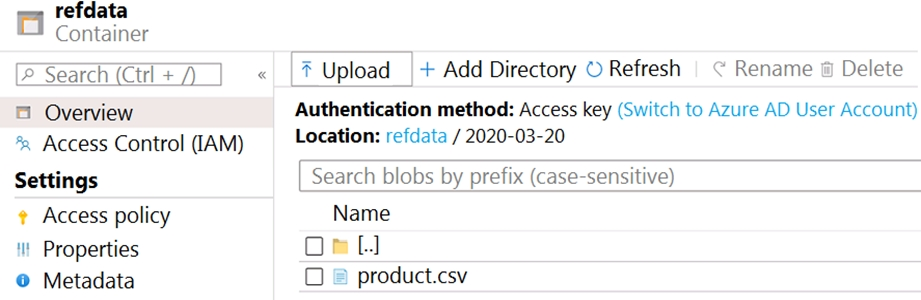 refdata
Container
Search (Ctrl + /)
«
Upload
Add Directory
Refresh
Rename
Delete
Overview
Access Control (IAM)
Settings
Access policy
Properties
Metadata
Authentication method: Access key (Switch to Azure AD User Account)
Location: refdata / 2020-03-20
Search blobs by prefix (case-sensitive)
Name
[..]
product.csv